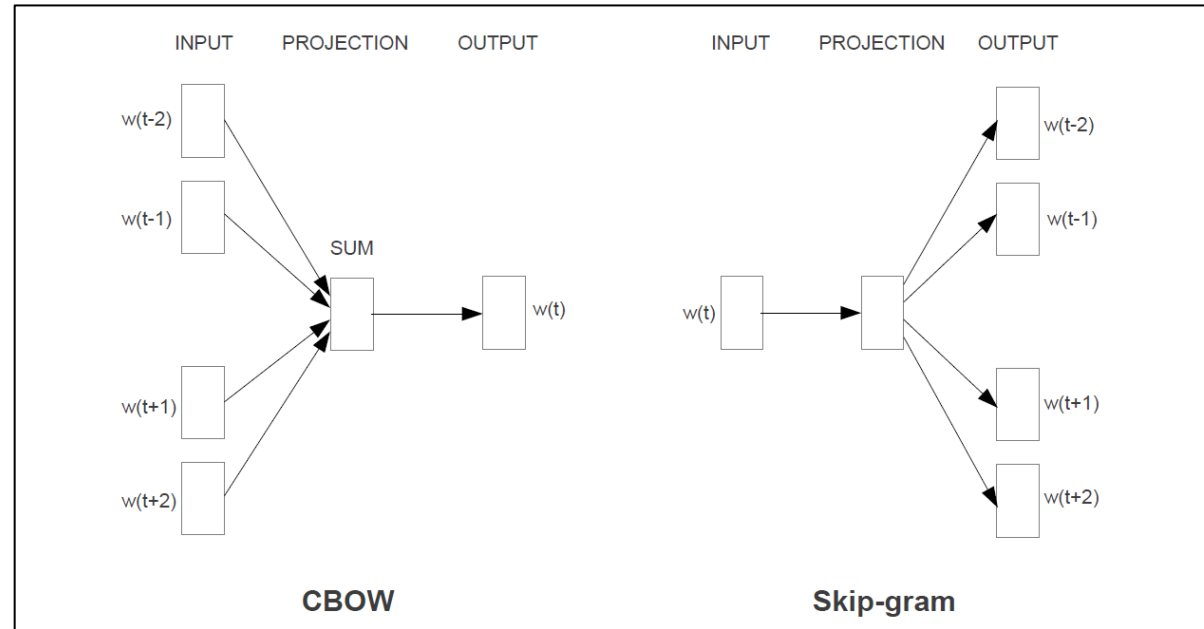 INPUT PROJECTION OUTPUT
w(t-2)
w(t-1)
SUM
w(t)
w(t+1)
w(t+2)
CBOW
INPUT PROJECTION OUTPUT
w(t-2)
w(t-1)
w(t)
w(t+1)
w(t+2)
Skip-gram